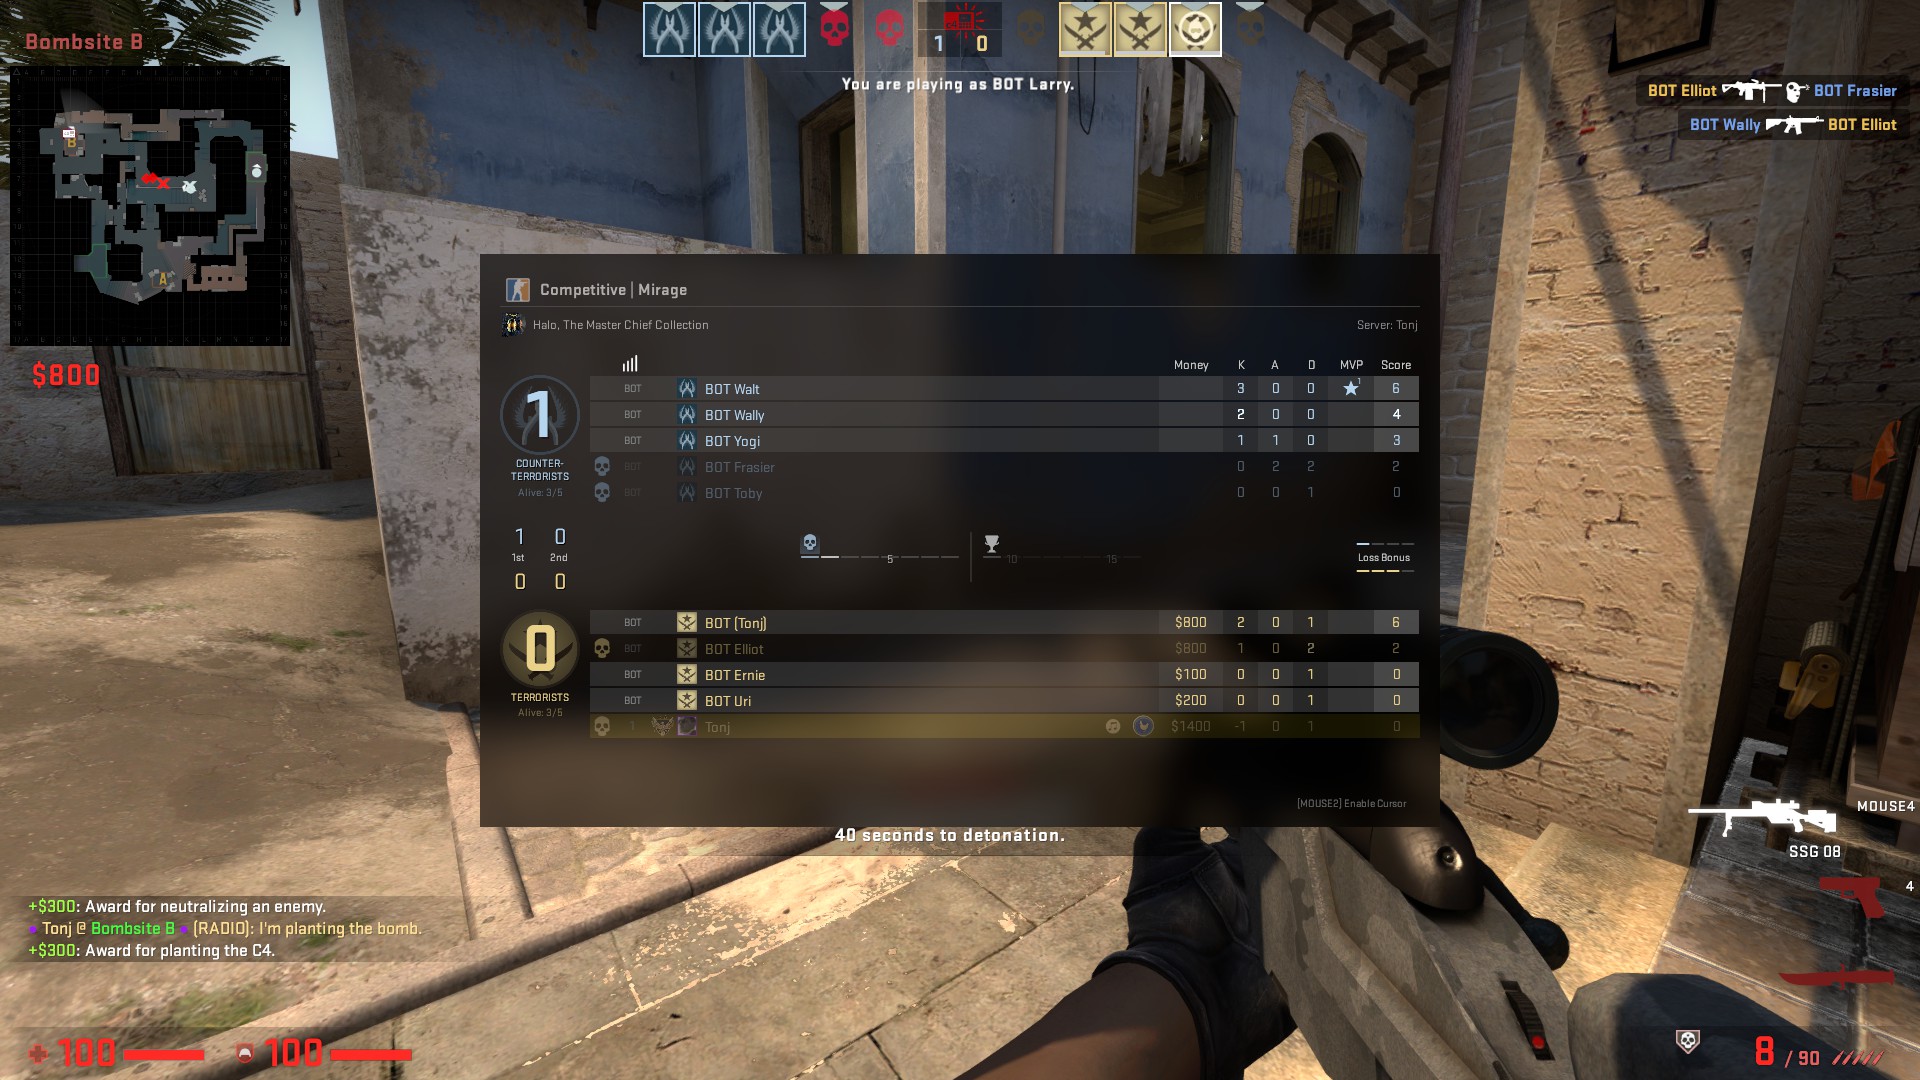 Bombsite B
B
A
$800
1 0
You are playing as BOT Larry.
BOT Elliot BOT Frasier
BOT Wally BOT Elliot
Competitive | Mirage
Halo, The Master Chief Collection
Server: Tonj
Money K A D MVP Score
1
COUNTER-
TERRORISTS
Alive: 3/5
BOT BOT Walt 3 0 0 1 6
BOT BOT Wally 2 0 0 4
BOT BOT Yogi 1 1 0 3
BOT BOT Frasier 0 2 2 2
BOT BOT Toby 0 0 1 0
1 0
1st 2nd
0 0
5
10 15
Loss Bonus
0
TERRORISTS
Alive: 3/5
BOT BOT (Tonj) $800 2 0 1 6
BOT BOT Elliot $800 1 0 2 2
BOT BOT Ernie $100 0 0 1 0
BOT BOT Uri $200 0 0 1 0
1 Tonj $1400 -1 0 1 0
[MOUSE2] Enable Cursor
40 seconds to detonation.
MOUSE4
SSG 08
4
+$300: Award for neutralizing an enemy.
Tonj @ Bombsite B (RADIO): I'm planting the bomb.
+$300: Award for planting the C4.
100 100
8 / 90